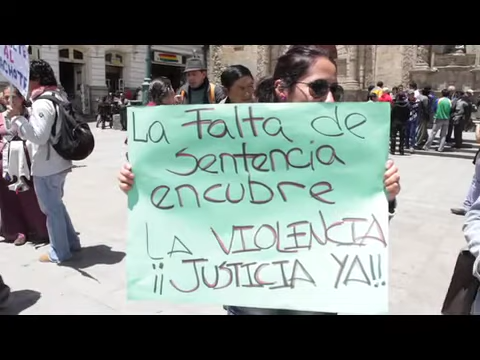 La Falta de
sentencia
encubre
LA VIOLENCIA
¡¡JUSTICIA YA!!